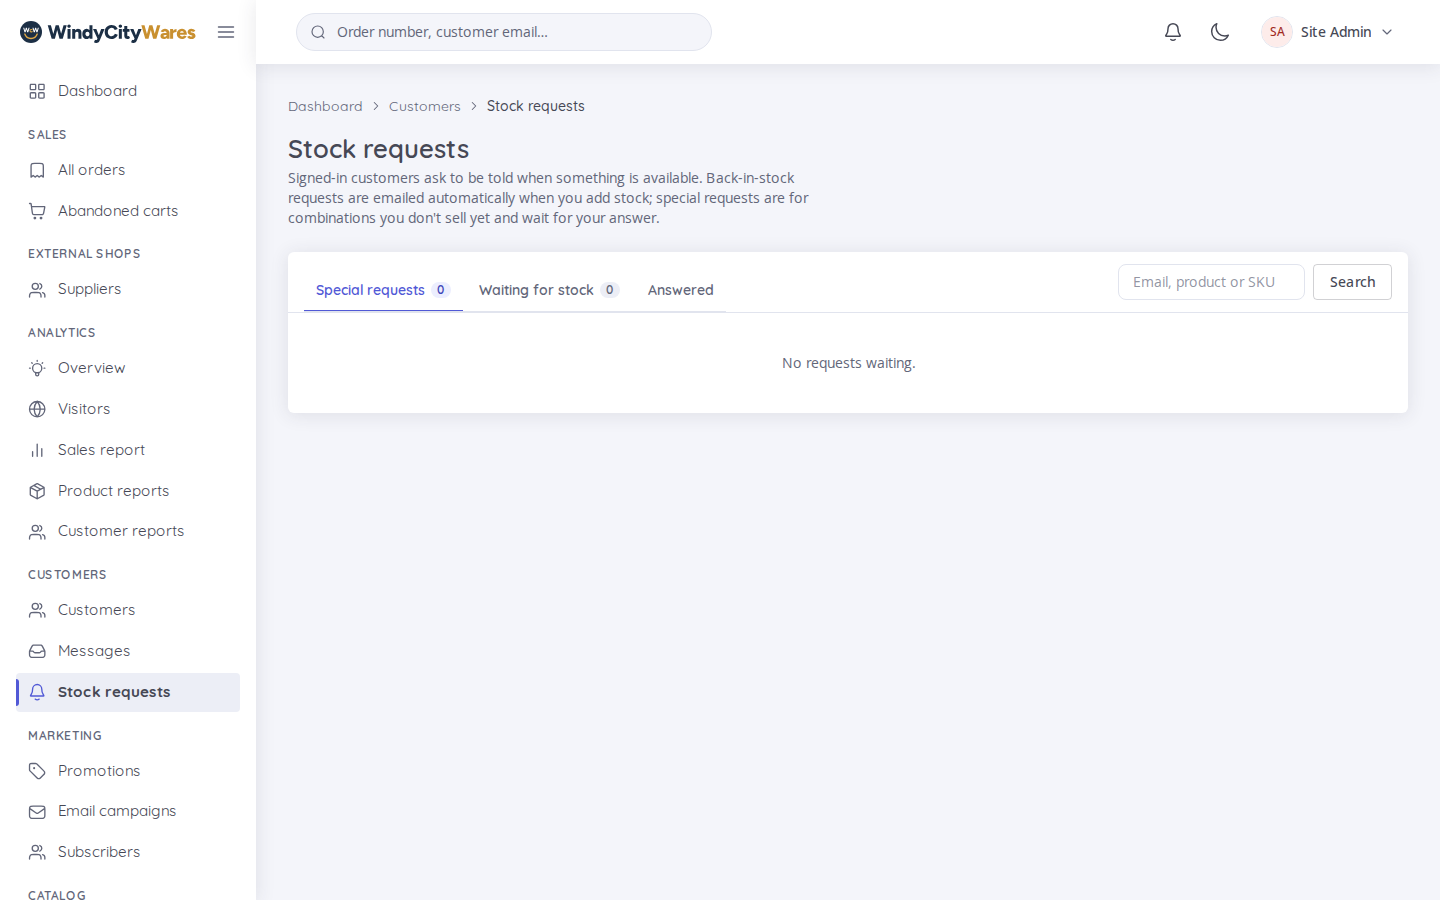 WindyCityWares
Order number, customer email...
SA
Site Admin
Dashboard
SALES
All orders
Abandoned carts
EXTERNAL SHOPS
Suppliers
ANALYTICS
Overview
Visitors
Sales report
Product reports
Customer reports
CUSTOMERS
Customers
Messages
Stock requests
MARKETING
Promotions
Email campaigns
Subscribers
CATALOG
Dashboard > Customers > Stock requests
Stock requests
Signed-in customers ask to be told when something is available. Back-in-stock
requests are emailed automatically when you add stock; special requests are for
combinations you don't sell yet and wait for your answer.
Special requests 0
Waiting for stock 0
Answered
Email, product or SKU
Search
No requests waiting.